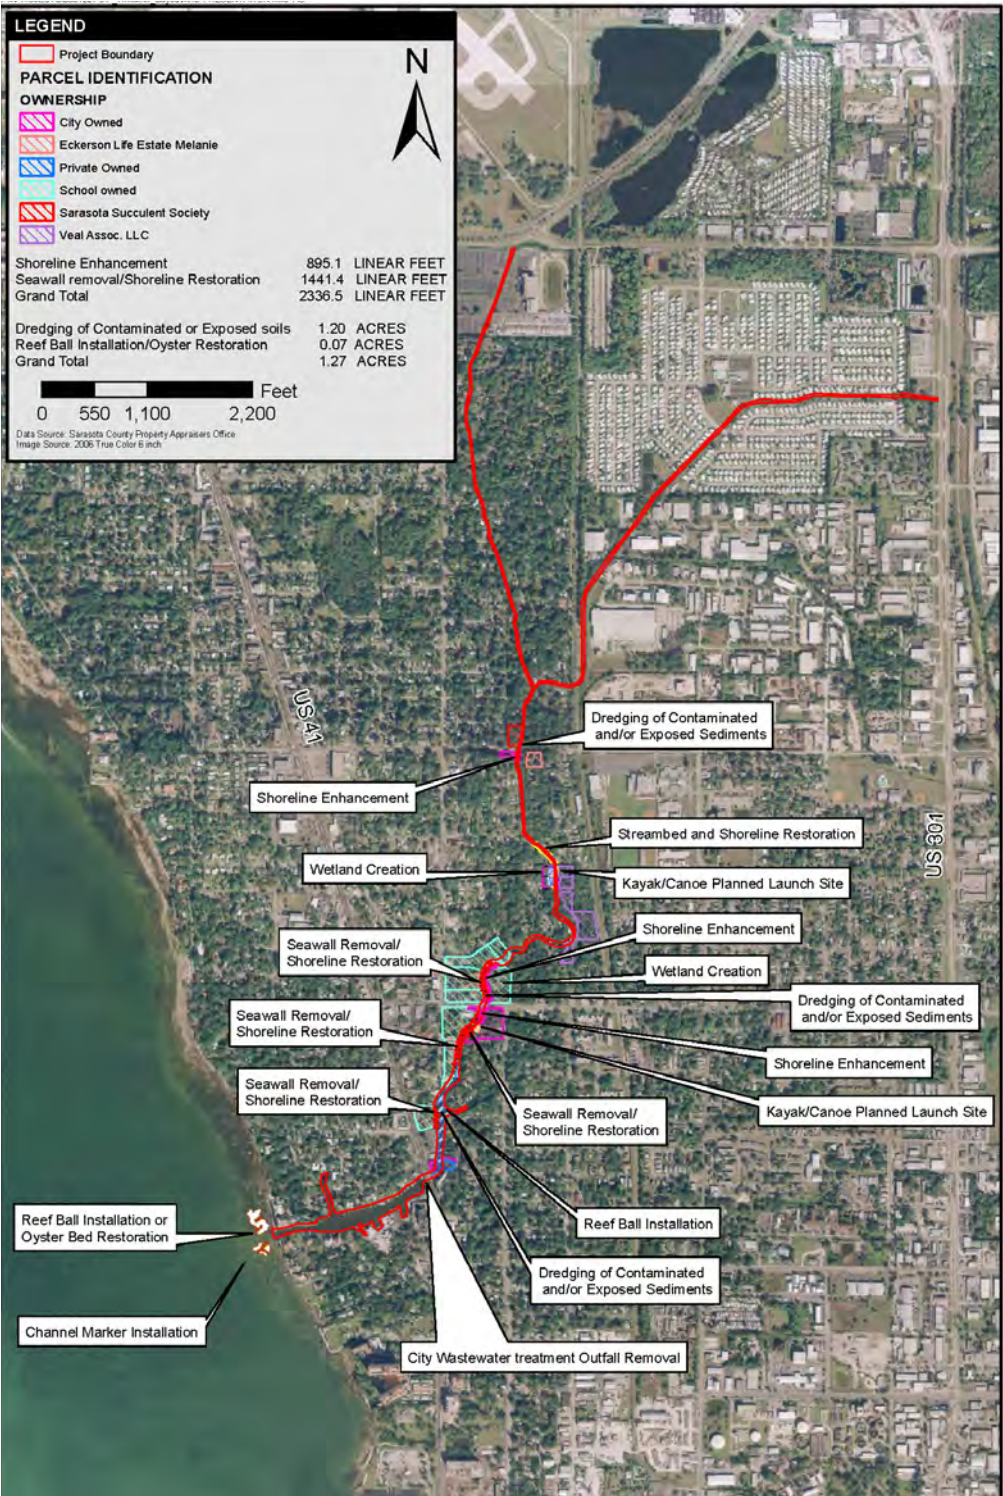 LEGEND
Project Boundary
PARCEL IDENTIFICATION
OWNERSHIP
City Owned
Eckerson Life Estate Melanie
Private Owned
School owned
Sarasota Succulent Society
Veal Assoc. LLC
Shoreline Enhancement 895.1 LINEAR FEET
Seawall removal/Shoreline Restoration 1441.4 LINEAR FEET
Grand Total 2336.5 LINEAR FEET
Dredging of Contaminated or Exposed soils 1.20 ACRES
Reef Ball Installation/Oyster Restoration 0.07 ACRES
Grand Total 1.27 ACRES
Feet
0 550 1,100 2,200
Data Source: Sarasota County Property Appraisers Office
Image Source: 2006 True Color 6 inch
N
US 41
US 301
Dredging of Contaminated
and/or Exposed Sediments
Shoreline Enhancement
Streambed and Shoreline Restoration
Wetland Creation
Kayak/Canoe Planned Launch Site
Shoreline Enhancement
Seawall Removal/
Shoreline Restoration
Wetland Creation
Dredging of Contaminated
and/or Exposed Sediments
Seawall Removal/
Shoreline Restoration
Shoreline Enhancement
Seawall Removal/
Shoreline Restoration
Kayak/Canoe Planned Launch Site
Seawall Removal/
Shoreline Restoration
Reef Ball Installation or
Oyster Bed Restoration
Reef Ball Installation
Dredging of Contaminated
and/or Exposed Sediments
Channel Marker Installation
City Wastewater treatment Outfall Removal